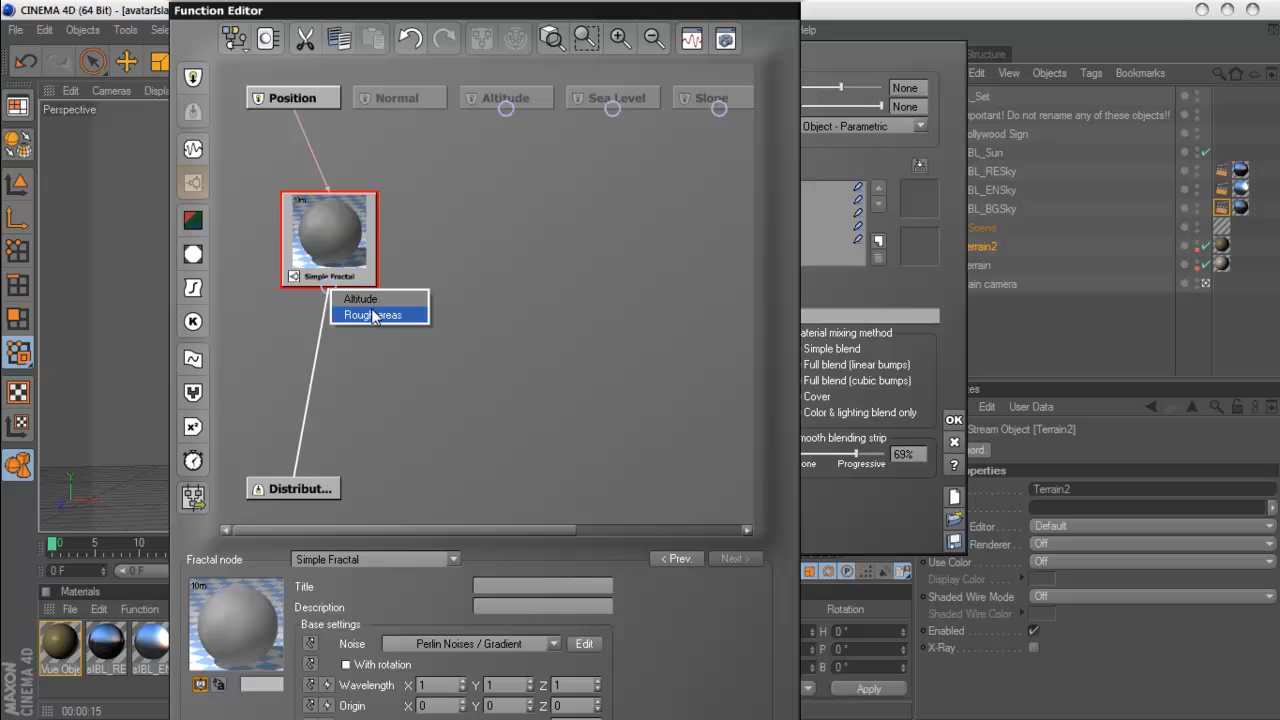 CINEMA 4D (64 Bit) - [avatarIsla
Function Editor
File Edit Objects Tools Sele
Help
Structure
Edit Cameras Displa
Perspective
Position Normal Altitude Sea Level Slope
None
None
Object - Parametric
Edit View Objects Tags Bookmarks
_Set
mportant! Do not rename any of these objects!!
ollywood Sign
BL_Sun
BL_RESky
BL_ENSky
BL_BGSky
errain2
errain
ain camera
10m
Simple Fractal
Altitude
Rough areas
aterial mixing method
Simple blend
Full blend (linear bumps)
Full blend (cubic bumps)
Cover
Color & lighting blend only
mooth blending strip
one Progressive 69%
OK
Distribut...
Edit User Data
Stream Object [Terrain2]
ord.
operties
Terrain2
Editor Default
Renderer Off
Use Color Off
Display Color
Shaded Wire Mode Off
Shaded Wire Color
Enabled
X-Ray
0 5 10
0 F 0 F
Materials
File Edit Function
Vue Obj sIBL_RE sIBL_EN
00:00:15
MAXON
CINEMA 4D
Fractal node Simple Fractal < Prev. Next >
10m
Title
Description
Base settings
Noise Perlin Noises / Gradient Edit
With rotation
Wavelength X 1 Y 1 Z 1
Origin X 0 Y 0 Z 0
Rotation
H 0 °
P 0 °
B 0 °
Apply